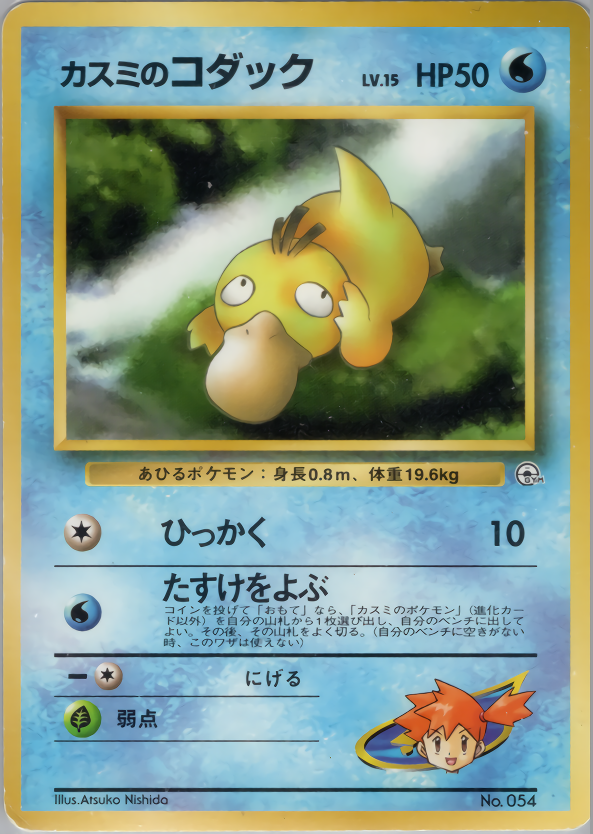 カスミのコダック LV.15 HP50
あひるポケモン：身長0.8m、体重19.6kg
GYM
ひっかく 10
たすけをよぶ
コインを投げて「おもて」なら、「カスミのポケモン」（進化カー
ド以外）を自分の山札から1枚選び出し、自分のベンチに出して
よい。その後、その山札をよく切る。（自分のベンチに空きがない
時、このワザは使えない）
にげる
弱点
Illus.Atsuko Nishida No. 054